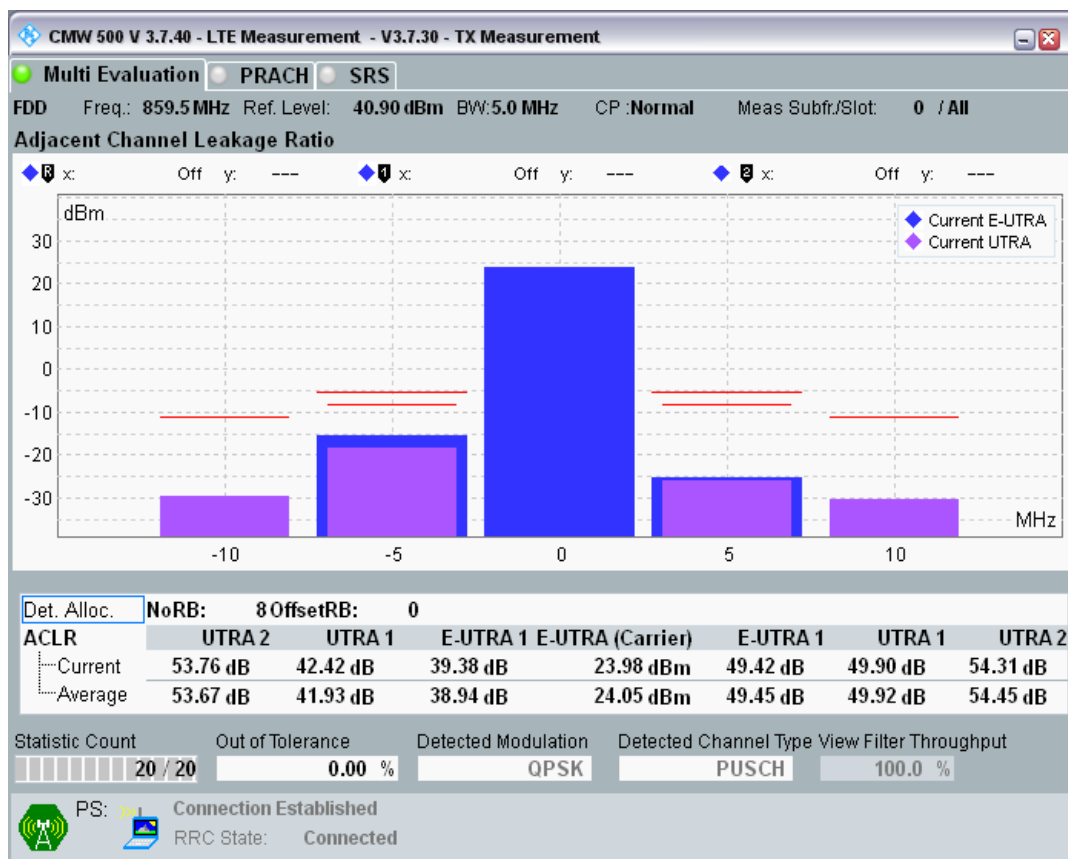 CMW 500 V 3.7.40 - LTE Measurement - V3.7.30 - TX Measurement
Multi Evaluation PRACH SRS
FDD Freq.: 859.5 MHz Ref. Level: 40.90 dBm BW: 5.0 MHz CP : Normal Meas Subfr./Slot: 0 / All
Adjacent Channel Leakage Ratio
R x: Off y: --- 1 x: Off y: --- 2 x: Off y: ---
dBm
Current E-UTRA
Current UTRA
30
20
10
0
-10
-20
-30
MHz
-10 -5 0 5 10
Det. Alloc. NoRB: 8 OffsetRB: 0
ACLR UTRA 2 UTRA 1 E-UTRA 1 E-UTRA (Carrier) E-UTRA 1 UTRA 1 UTRA 2
Current 53.76 dB 42.42 dB 39.38 dB 23.98 dBm 49.42 dB 49.90 dB 54.31 dB
Average 53.67 dB 41.93 dB 38.94 dB 24.05 dBm 49.45 dB 49.92 dB 54.45 dB
Statistic Count Out of Tolerance Detected Modulation Detected Channel Type View Filter Throughput
20 / 20 0.00 % QPSK PUSCH 100.0 %
PS: Connection Established
RRC State: Connected